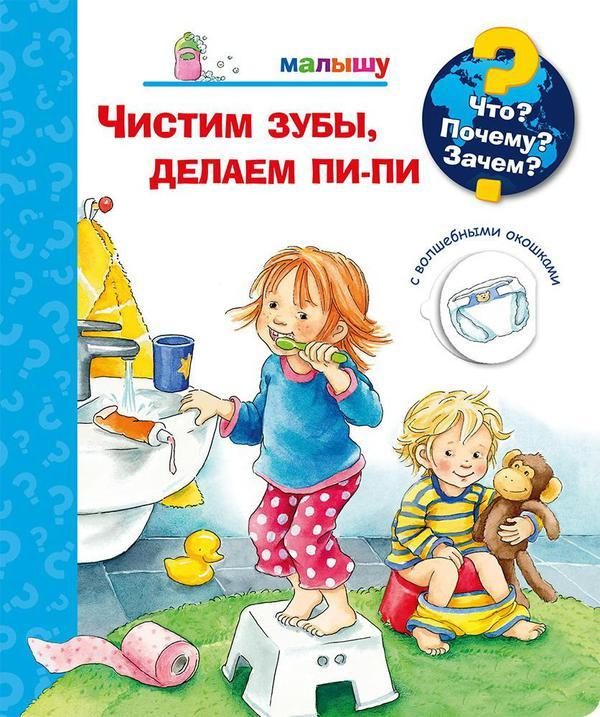 малышу
Чистим зубы,
делаем пи-пи
?
Что?
Почему?
Зачем?
с волшебными окошками